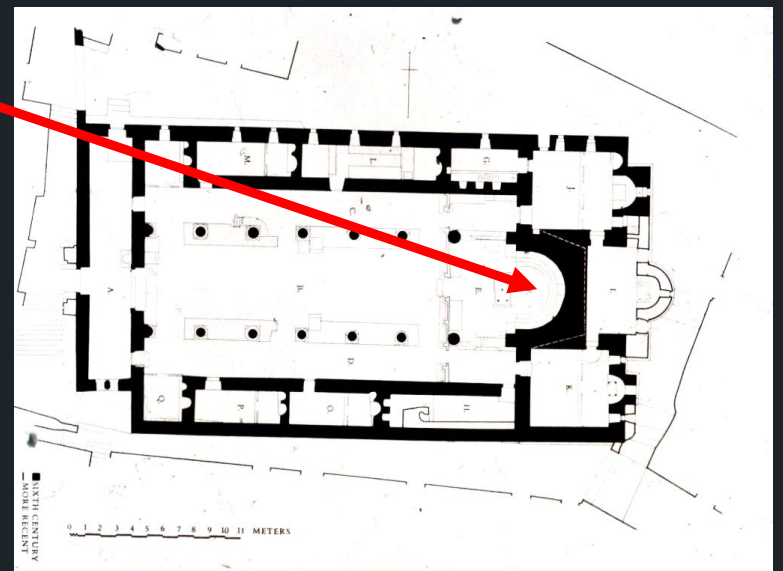 M.
L.
G.
J.
C.
A.
B.
E.
I.
D.
K.
Q.
P.
O.
H.
SIXTH CENTURY
MORE RECENT
0 1 2 3 4 5 6 7 8 9 10 11 METERS